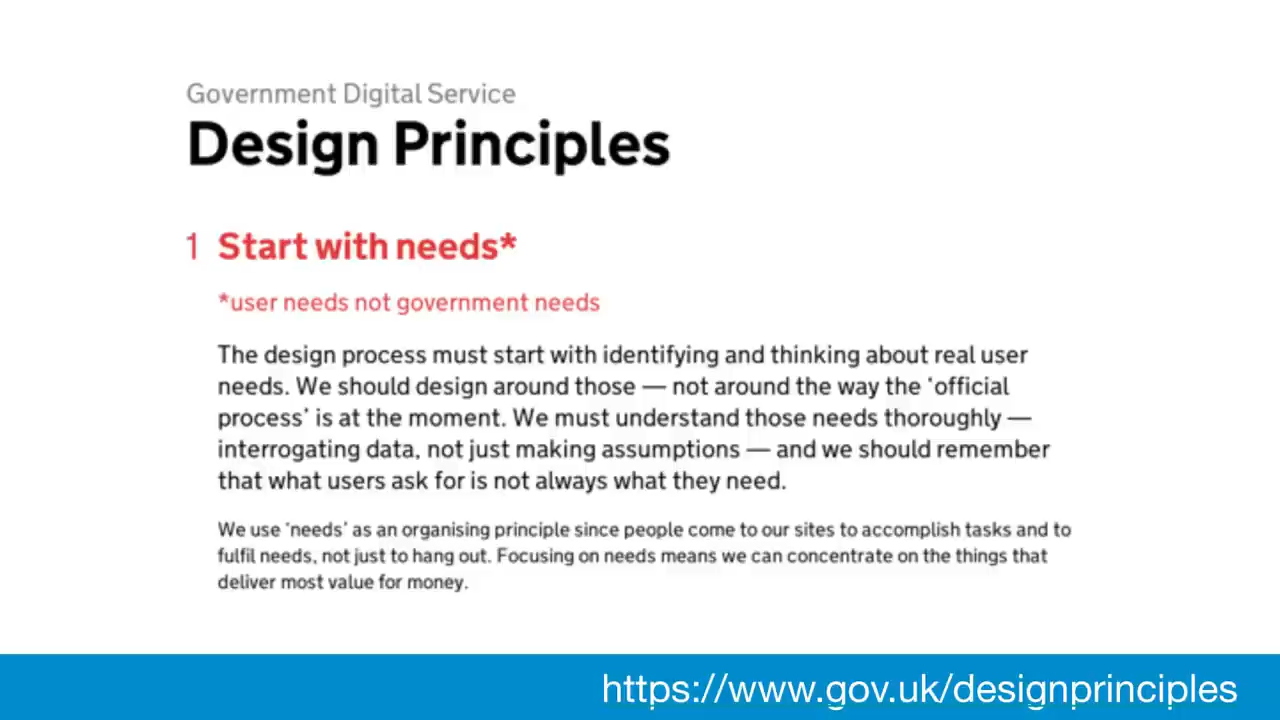 Government Digital Service
Design Principles
1 Start with needs*
*user needs not government needs
The design process must start with identifying and thinking about real user
needs. We should design around those — not around the way the ‘official
process’ is at the moment. We must understand those needs thoroughly —
interrogating data, not just making assumptions — and we should remember
that what users ask for is not always what they need.
We use ‘needs’ as an organising principle since people come to our sites to accomplish tasks and to
fulfil needs, not just to hang out. Focusing on needs means we can concentrate on the things that
deliver most value for money.
https://www.gov.uk/designprinciples